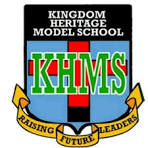 KINGDOM
HERITAGE
MODEL SCHOOL
KHMS
RAISING FUTURE LEADERS